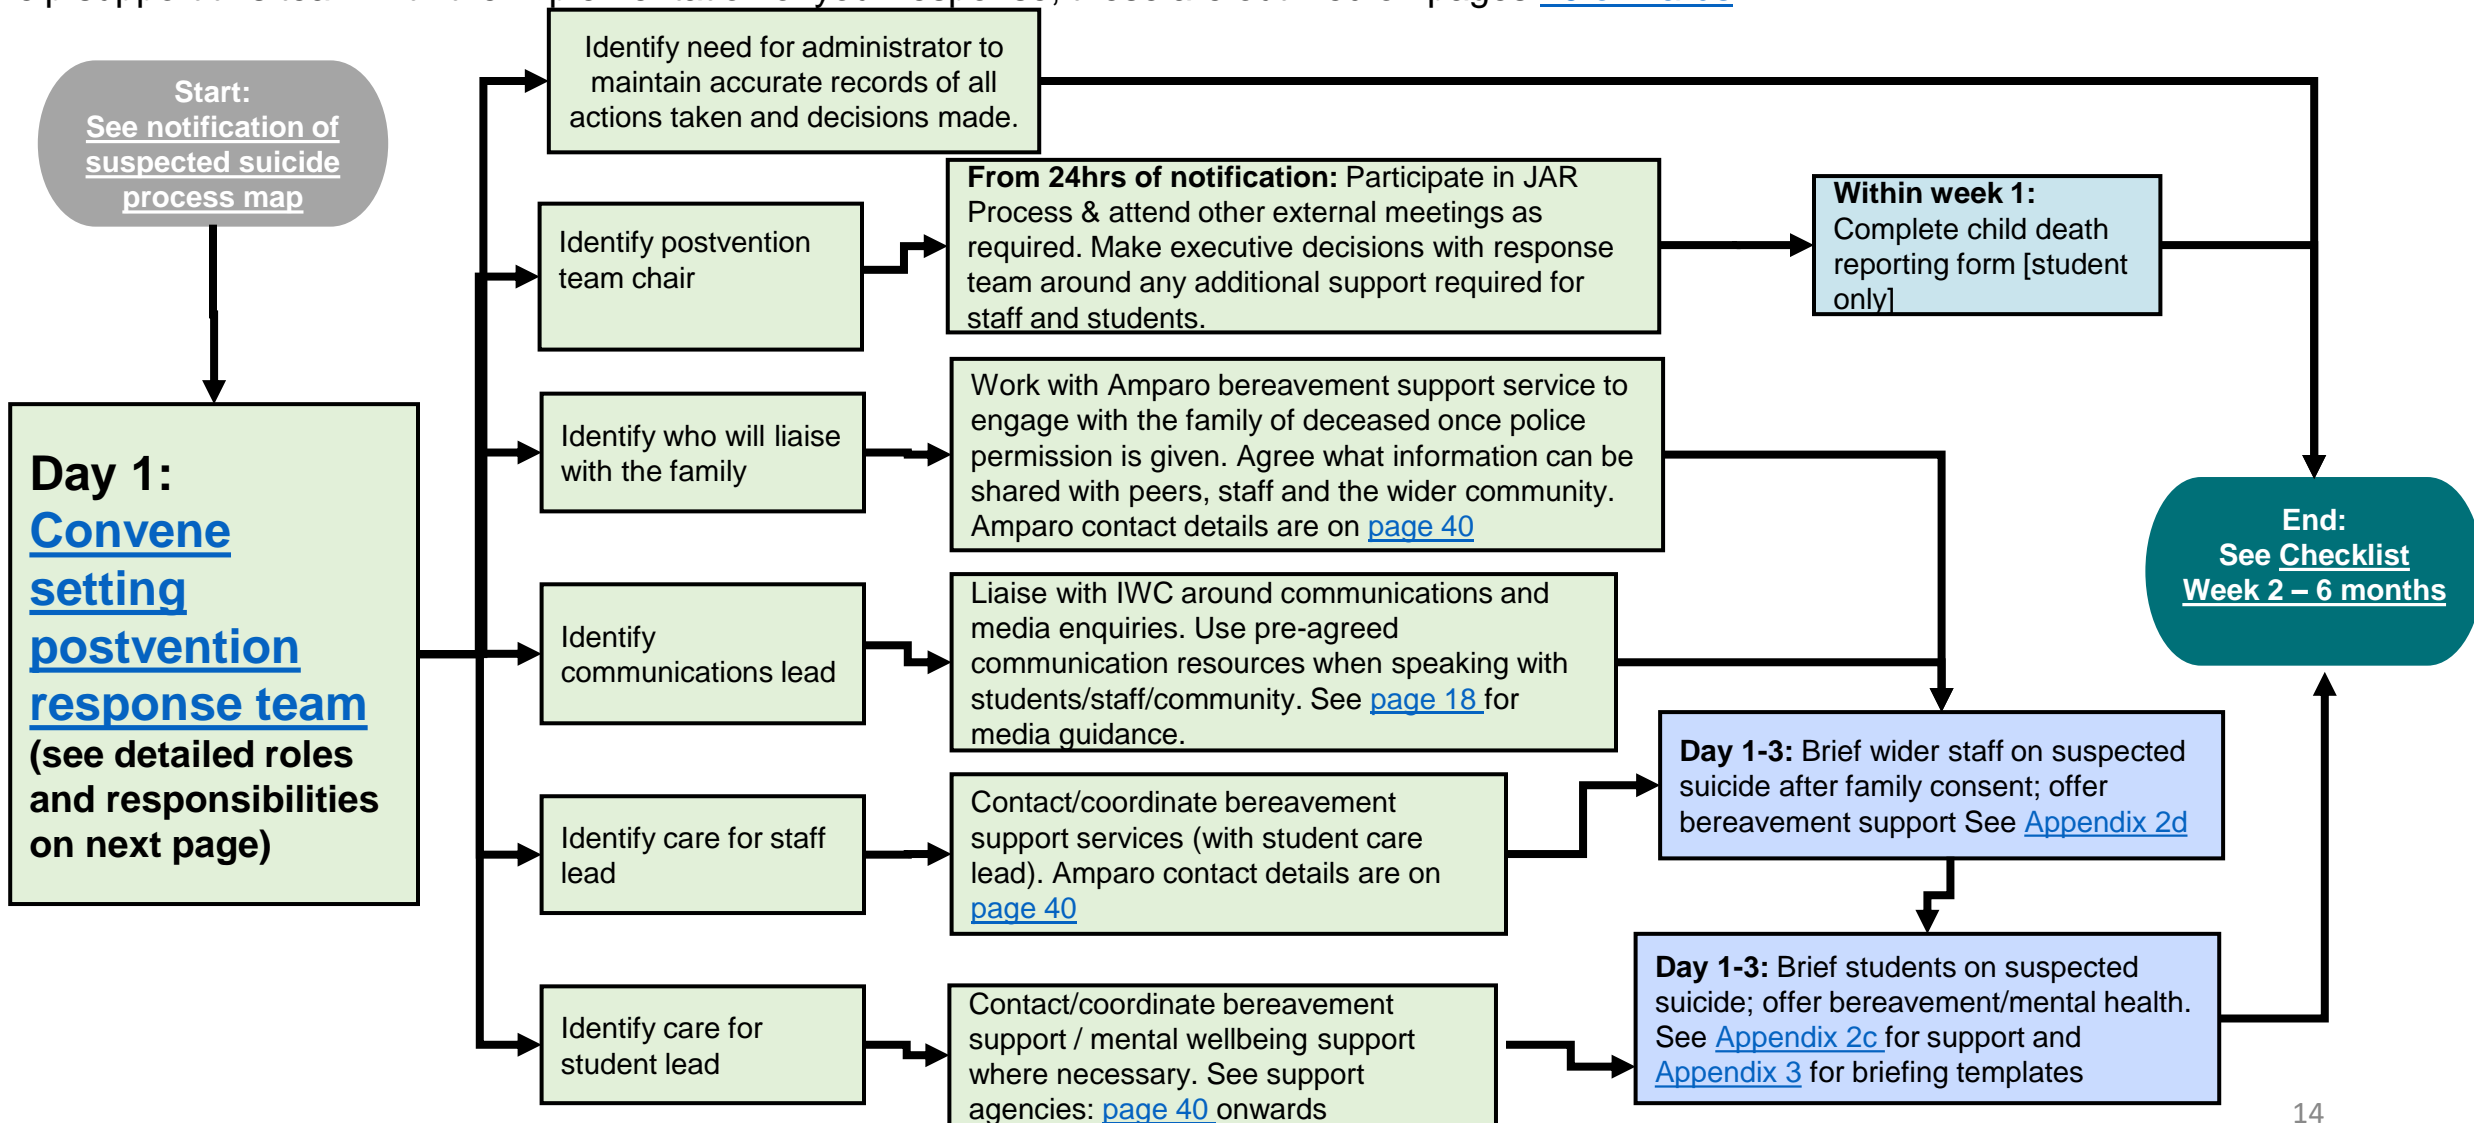 Identify need for administrator to
maintain accurate records of all
actions taken and decisions made.
Start:
See notification of
suspected suicide
process map
From 24hrs of notification: Participate in JAR
Process & attend other external meetings as
required. Make executive decisions with response
team around any additional support required for
staff and students.
Within week 1:
Complete child death
reporting form [student
only]
Identify postvention
team chair
Work with Amparo bereavement support service to
engage with the family of deceased once police
permission is given. Agree what information can be
shared with peers, staff and the wider community.
Amparo contact details are on page 40
Identify who will liaise
with the family
Day 1:
Convene
setting
postvention
response team
(see detailed roles
and responsibilities
on next page)
End:
See Checklist
Week 2 – 6 months
Identify
communications lead
Liaise with IWC around communications and
media enquiries. Use pre-agreed
communication resources when speaking with
students/staff/community. See page 18 for
media guidance.
Day 1-3: Brief wider staff on suspected
suicide after family consent; offer
bereavement support See Appendix 2d
Identify care for staff
lead
Contact/coordinate bereavement
support services (with student care
lead). Amparo contact details are on
page 40
Day 1-3: Brief students on suspected
suicide; offer bereavement/mental health.
See Appendix 2c for support and
Appendix 3 for briefing templates
Identify care for
student lead
Contact/coordinate bereavement
support / mental wellbeing support
where necessary. See support
agencies: page 40 onwards
14